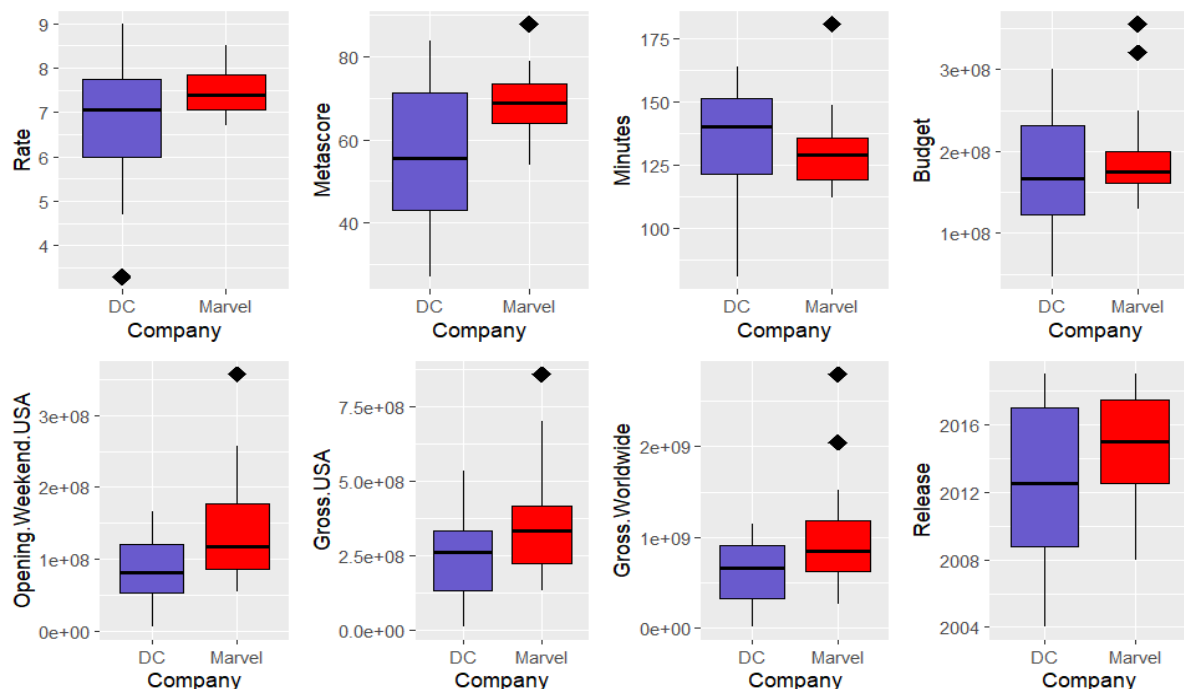 Rate
9
8
7
6
5
4
DC Marvel
Company
Metascore
80
60
40
DC Marvel
Company
Minutes
175
150
125
100
DC Marvel
Company
Budget
3e+08
2e+08
1e+08
DC Marvel
Company
Opening.Weekend.USA
3e+08
2e+08
1e+08
0e+00
DC Marvel
Company
Gross.USA
7.5e+08
5.0e+08
2.5e+08
0.0e+00
DC Marvel
Company
Gross.Worldwide
2e+09
1e+09
0e+00
DC Marvel
Company
Release
2016
2012
2008
2004
DC Marvel
Company